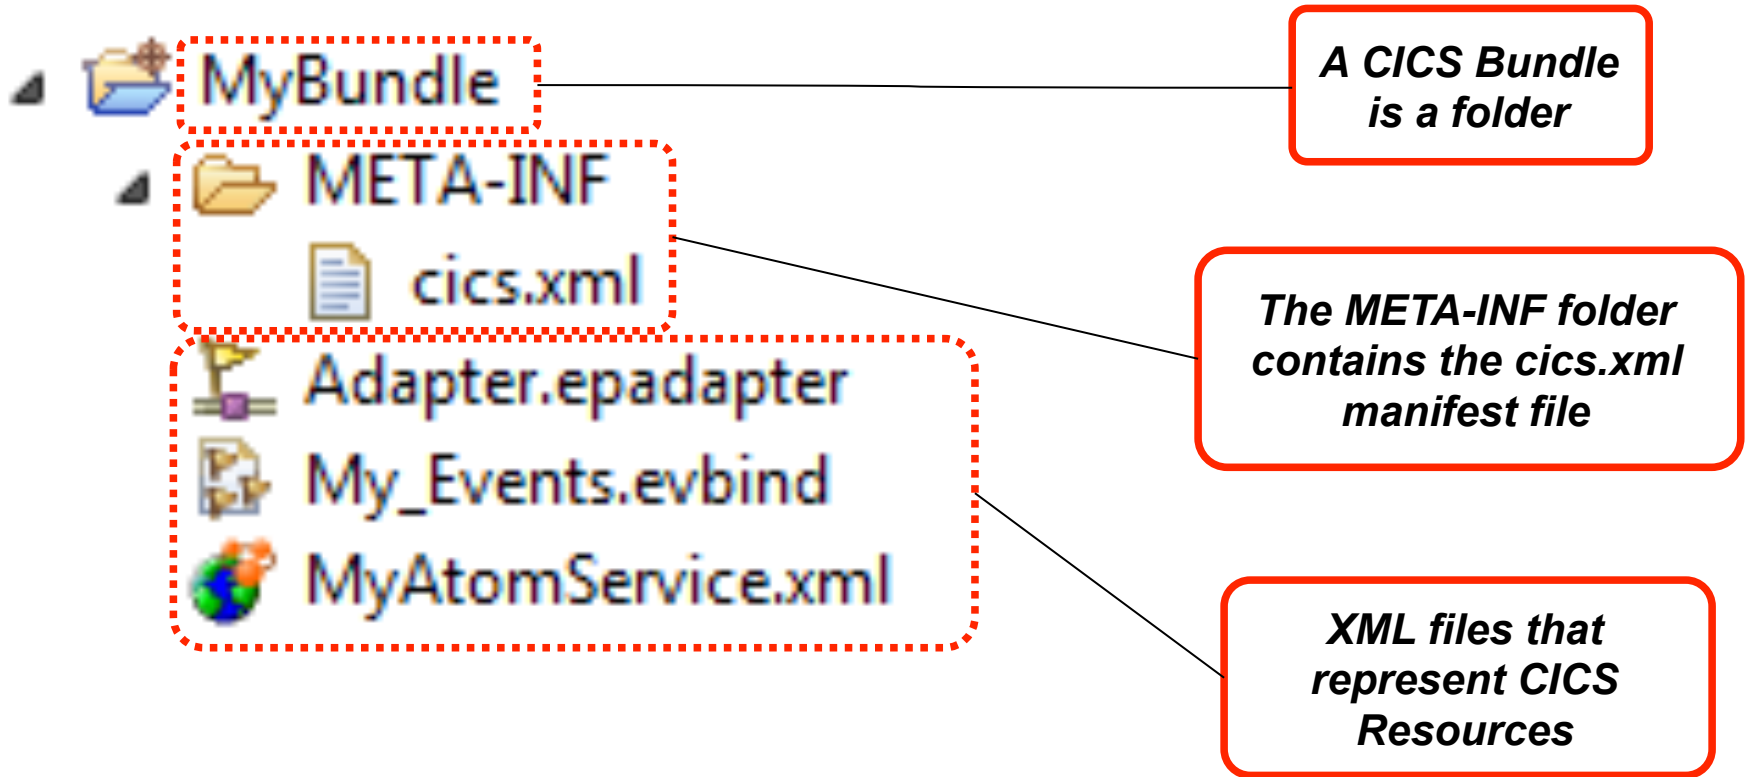 MyBundle
META-INF
cics.xml
Adapter.epadapter
My_Events.evbind
MyAtomService.xml
A CICS Bundle
is a folder
The META-INF folder
contains the cics.xml
manifest file
XML files that
represent CICS
Resources